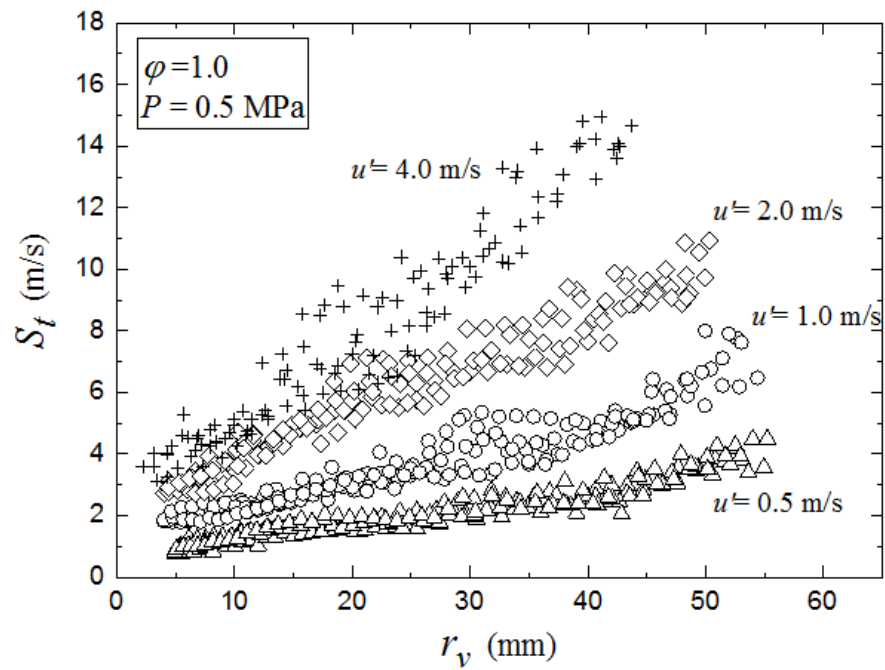 18
16
14
12
10
8
6
4
2
0
S_t (m/s)
φ=1.0
P = 0.5 MPa
u'= 4.0 m/s
u'= 2.0 m/s
u'= 1.0 m/s
u'= 0.5 m/s
0 10 20 30 40 50 60
r_v (mm)